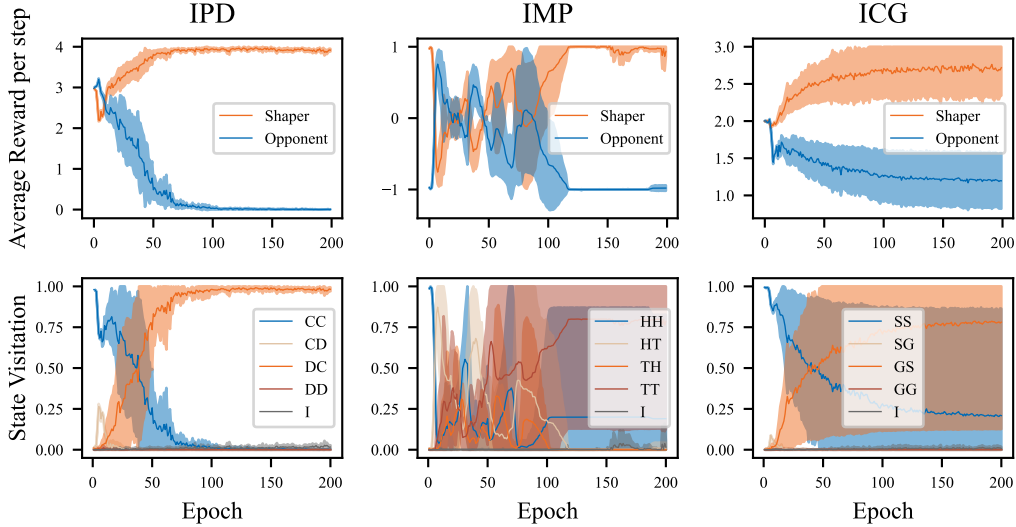 IPD IMP ICG
Average Reward per step
4
3
2
1
0
Shaper
Opponent
0 50 100 150 200
1
0
−1
Shaper
Opponent
0 50 100 150 200
3.0
2.5
2.0
1.5
1.0
Shaper
Opponent
0 50 100 150 200
State Visitation
1.00
0.75
0.50
0.25
0.00
CC
CD
DC
DD
I
0 50 100 150 200
Epoch
1.00
0.75
0.50
0.25
0.00
HH
HT
TH
TT
I
0 50 100 150 200
Epoch
1.00
0.75
0.50
0.25
0.00
SS
SG
GS
GG
I
0 50 100 150 200
Epoch